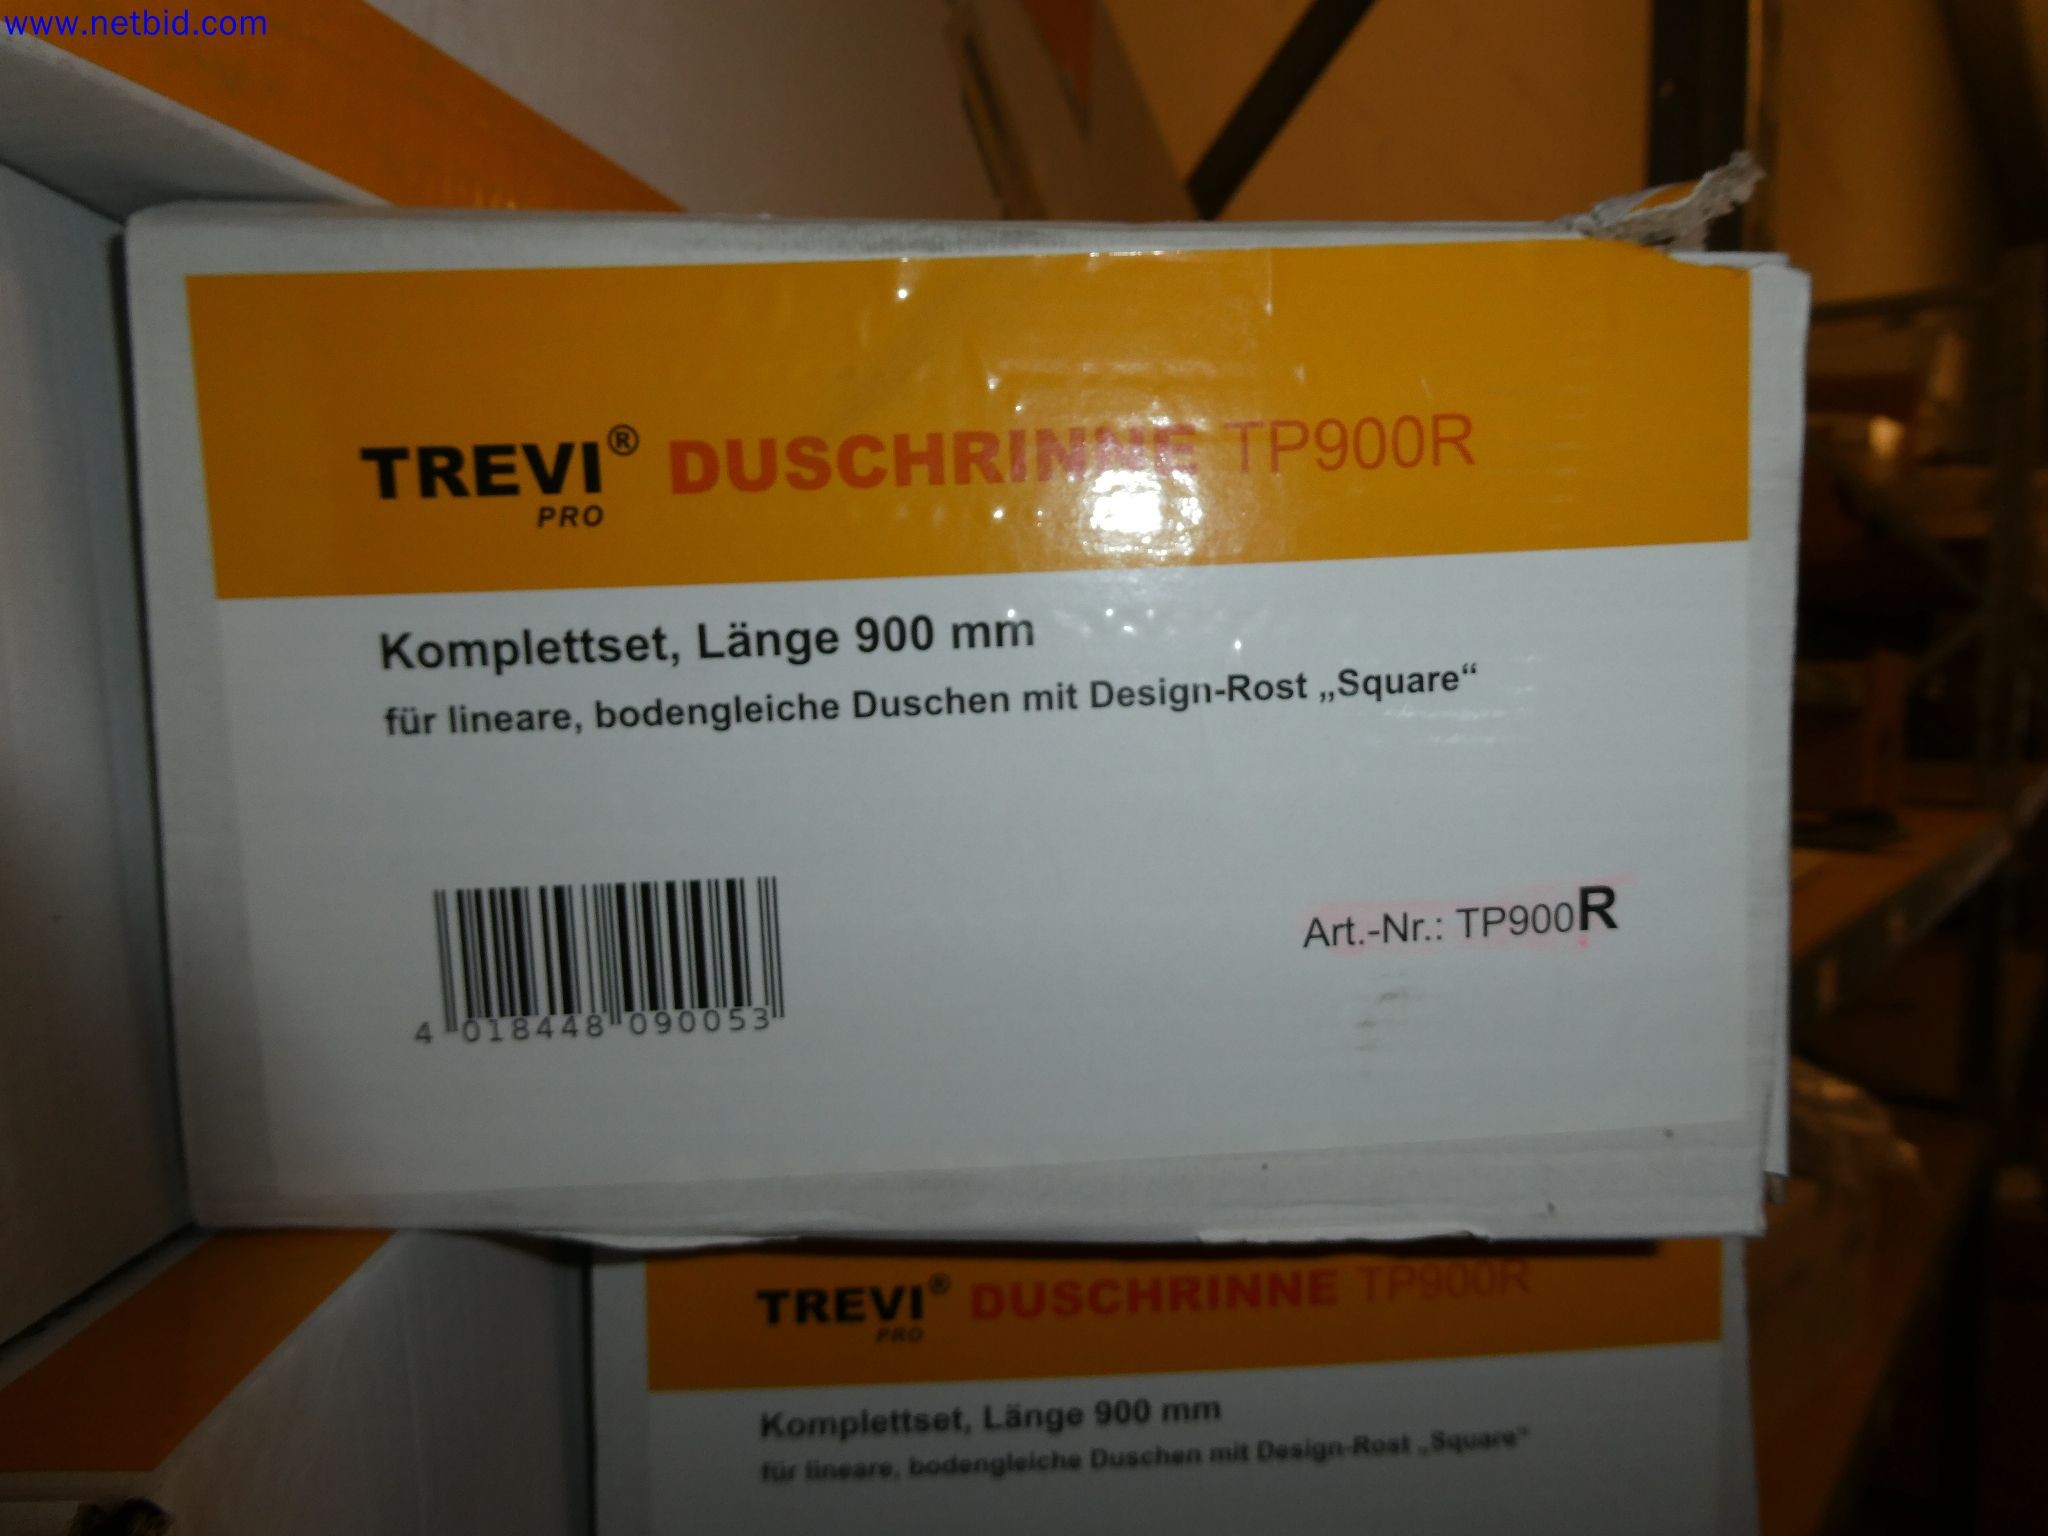 www.netbid.com
TREVI® DUSCHRINNE TP900R
PRO
Komplettset, Länge 900 mm
für lineare, bodengleiche Duschen mit Design-Rost „Square“
Art.-Nr.: TP900R
4 018448 090053
TREVI® DUSCHRINNE TP900R
PRO
Komplettset, Länge 900 mm
für lineare, bodengleiche Duschen mit Design-Rost „Square“